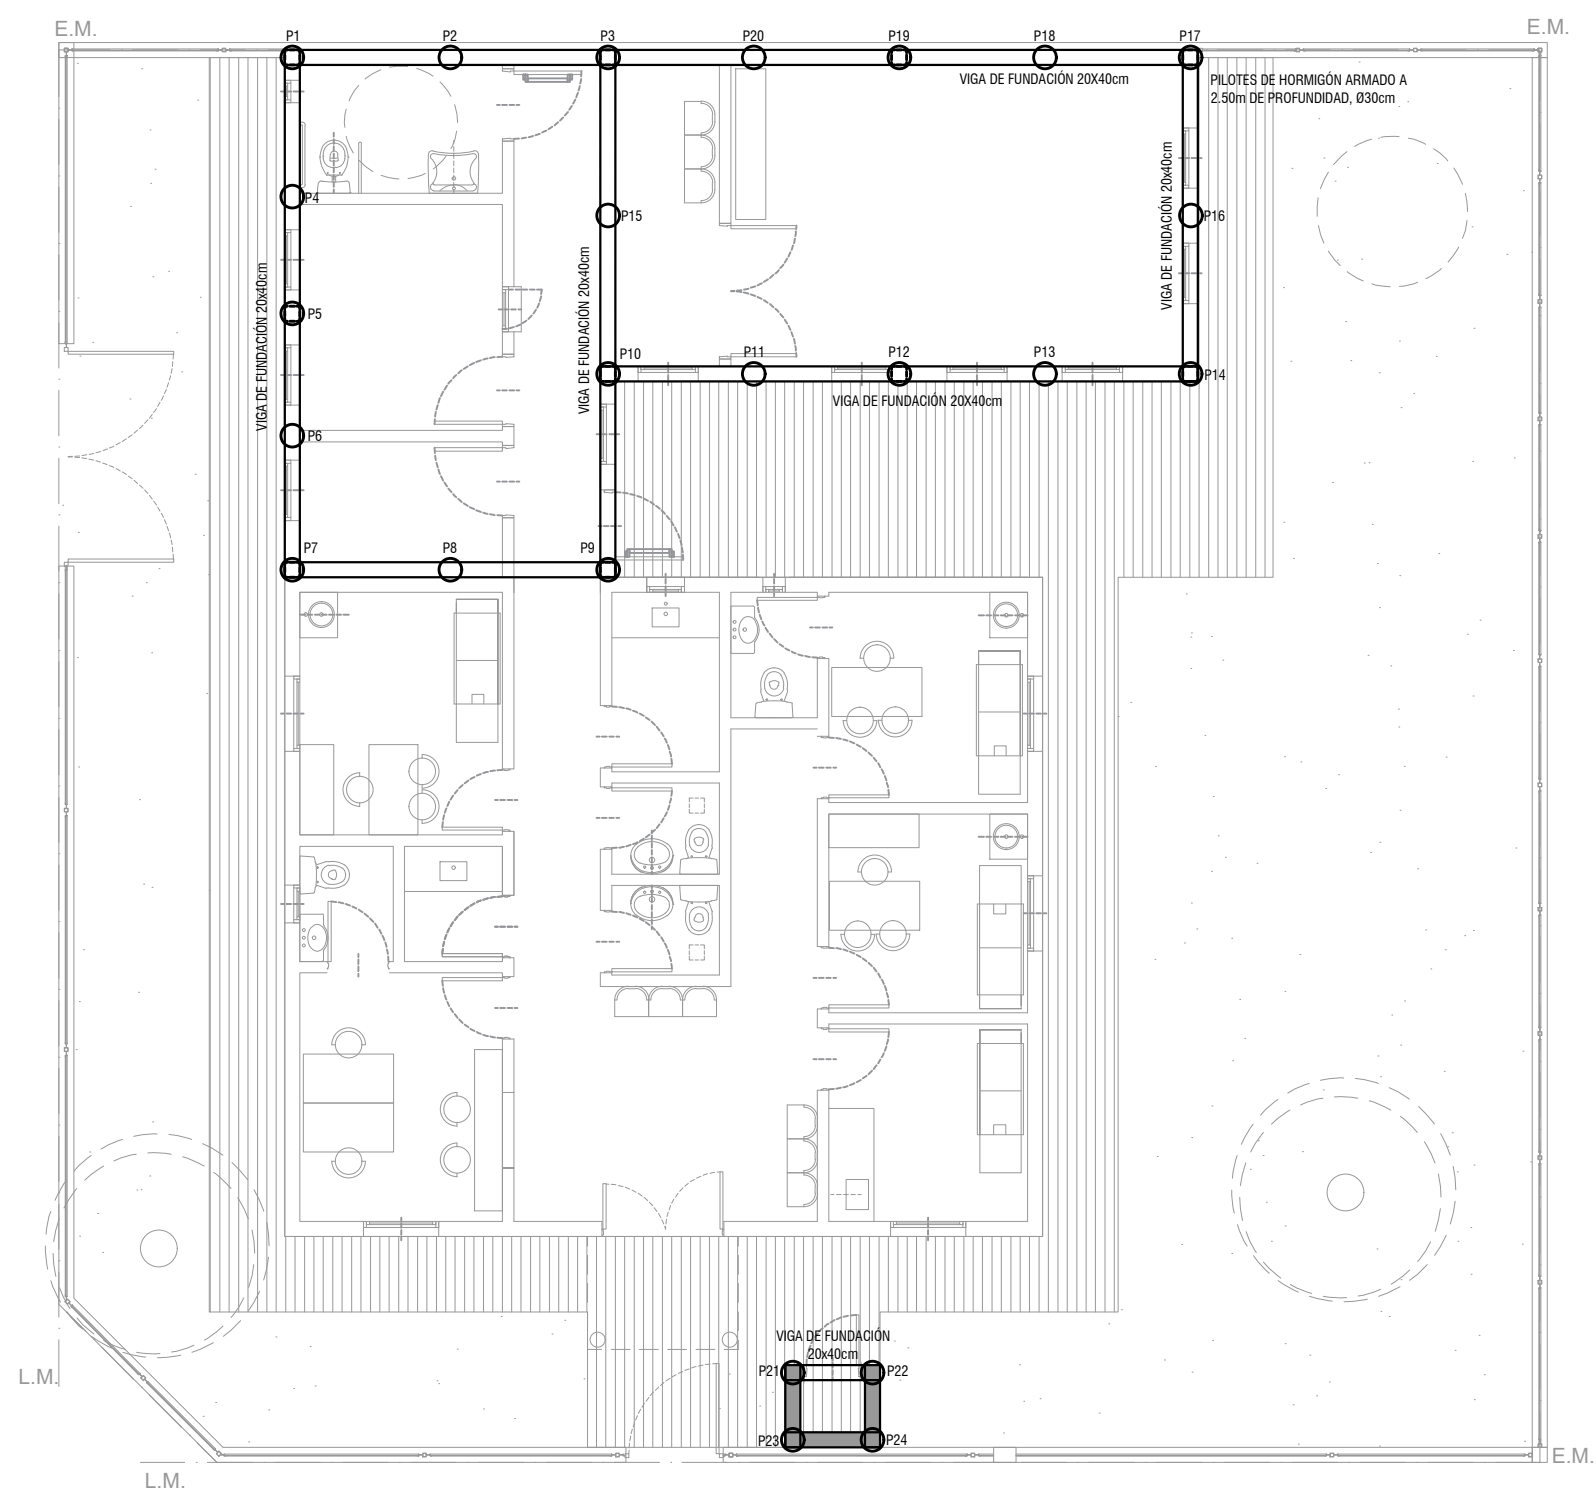 E.M.
P1
P2
P3
P20
P19
P18
P17
E.M.
VIGA DE FUNDACIÓN 20X40cm
PILOTES DE HORMIGÓN ARMADO A
2.50m DE PROFUNDIDAD, Ø30cm
P4
P15
VIGA DE FUNDACIÓN 20x40cm
P16
VIGA DE FUNDACIÓN 20x40cm
P5
VIGA DE FUNDACIÓN 20x40cm
P10
P11
P12
P13
P14
VIGA DE FUNDACIÓN 20X40cm
P6
P7
P8
P9
VIGA DE FUNDACIÓN
20x40cm
P21
P22
L.M.
P23
P24
E.M.
L.M.